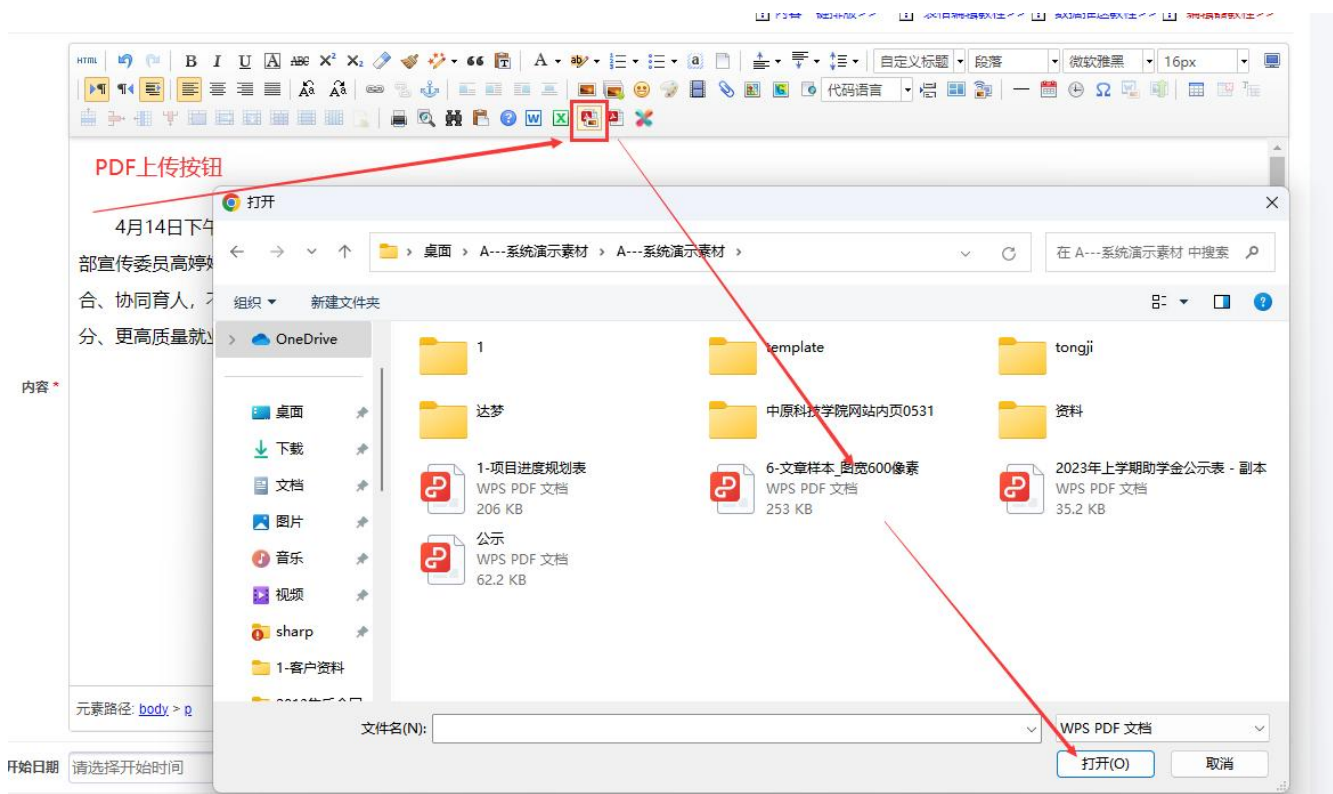 HTML B I U A ABC X² X₂ 66 A ab a 自定义标题 段落 微软雅黑 16px
代码语言
W X
PDF上传按钮
打开
4月14日下午
部宣传委员高婷婷
合、协同育人，
分、更高质量就业
内容 *
桌面 › A---系统演示素材 › A---系统演示素材 ›
在 A---系统演示素材 中搜索
组织 新建文件夹
OneDrive
桌面
下载
文档
图片
音乐
视频
sharp
1-客户资料
1
template
tongji
达梦
中原科技学院网站内页0531
资料
1-项目进度规划表
WPS PDF 文档
206 KB
6-文章样本_图宽600像素
WPS PDF 文档
253 KB
2023年上学期助学金公示表 - 副本
WPS PDF 文档
35.2 KB
公示
WPS PDF 文档
62.2 KB
元素路径: body > p
文件名(N):
WPS PDF 文档
打开(O)
取消
开始日期 请选择开始时间